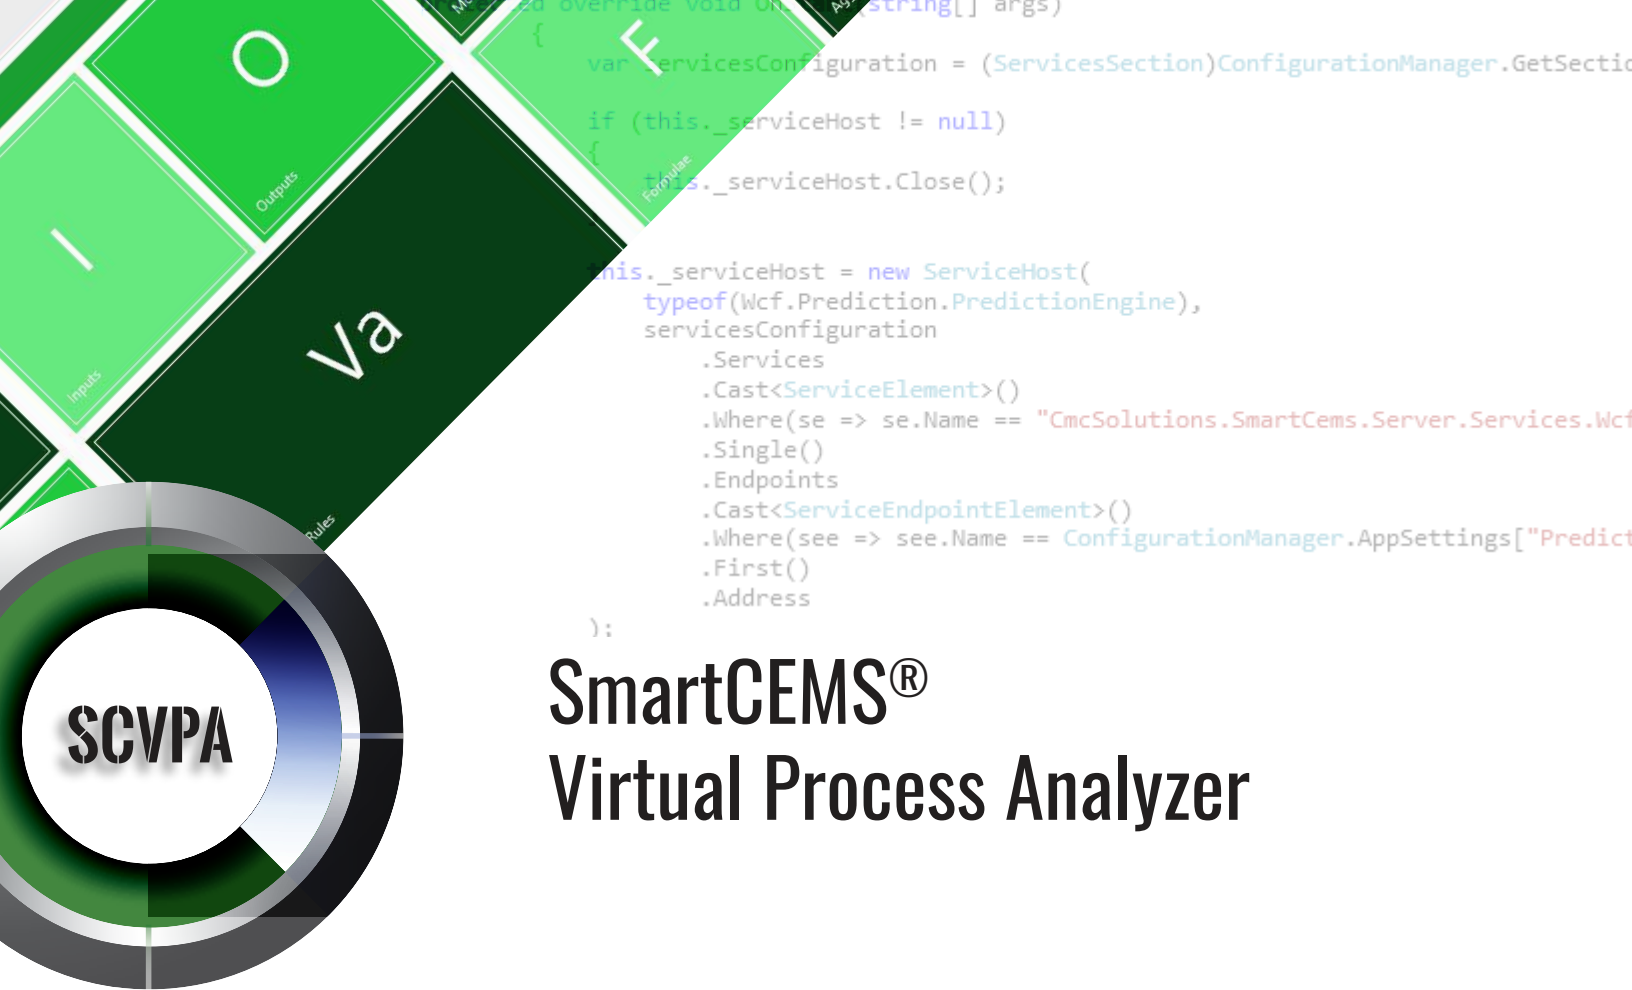 override void (string[] args)
{
var servicesConfiguration = (ServicesSection)ConfigurationManager.GetSectio
if (this._serviceHost != null)
{
this._serviceHost.Close();
this._serviceHost = new ServiceHost(
typeof(Wcf.Prediction.PredictionEngine),
servicesConfiguration
.Services
.Cast<ServiceElement>()
.Where(se => se.Name == "CmcSolutions.SmartCems.Server.Services.Wcf
.Single()
.Endpoints
.Cast<ServiceEndpointElement>()
.Where(see => see.Name == ConfigurationManager.AppSettings["Predict
.First()
.Address
);
O
Outputs
F
Formulae
I
Inputs
Va
Rules
SCVPA
SmartCEMS®
Virtual Process Analyzer